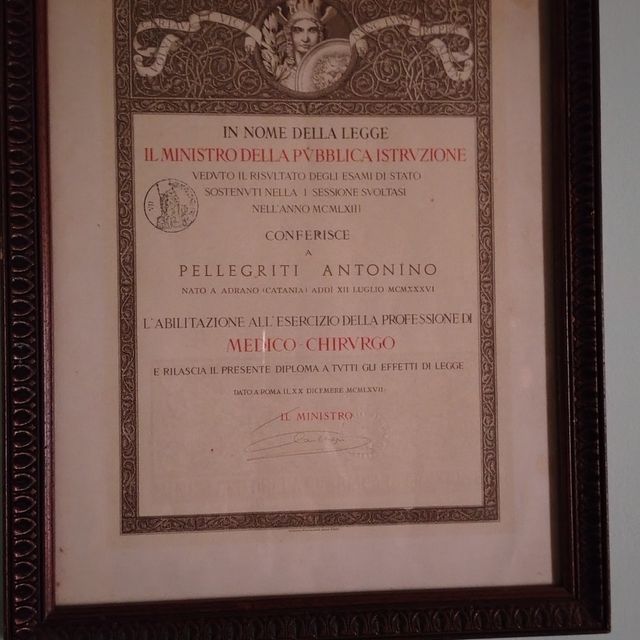 IN NOME DELLA LEGGE
IL MINISTRO DELLA PVBBLICA ISTRVZIONE
VEDVTO IL RISVLTATO DEGLI ESAMI DI STATO
SOSTENVTI NELLA I SESSIONE SVOLTASI
NELL'ANNO MCMLXIII
CONFERISCE
A
PELLEGRITI ANTONINO
NATO A ADRANO (CATANIA) ADDÌ XII LUGLIO MCMXXXVI
L'ABILITAZIONE ALL'ESERCIZIO DELLA PROFESSIONE DI
MEDICO-CHIRVRGO
E RILASCIA IL PRESENTE DIPLOMA A TVTTI GLI EFFETTI DI LEGGE
DATO A ROMA IL XX DICEMBRE MCMLXVII
IL MINISTRO